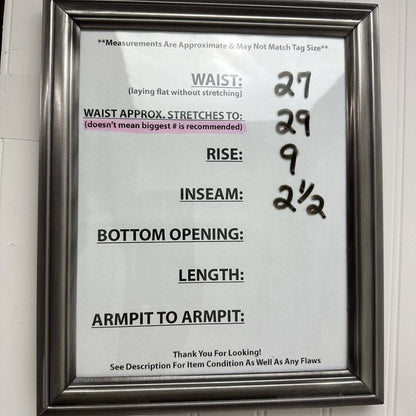 **Measurements Are Approximate & May Not Match Tag Size**
WAIST: 27
(laying flat without stretching)
WAIST APPROX. STRETCHES TO: 29
(doesn't mean biggest # is recommended)
RISE: 9
INSEAM: 2 1/2
BOTTOM OPENING:
LENGTH:
ARMPIT TO ARMPIT:
Thank You For Looking!
See Description For Item Condition As Well As Any Flaws